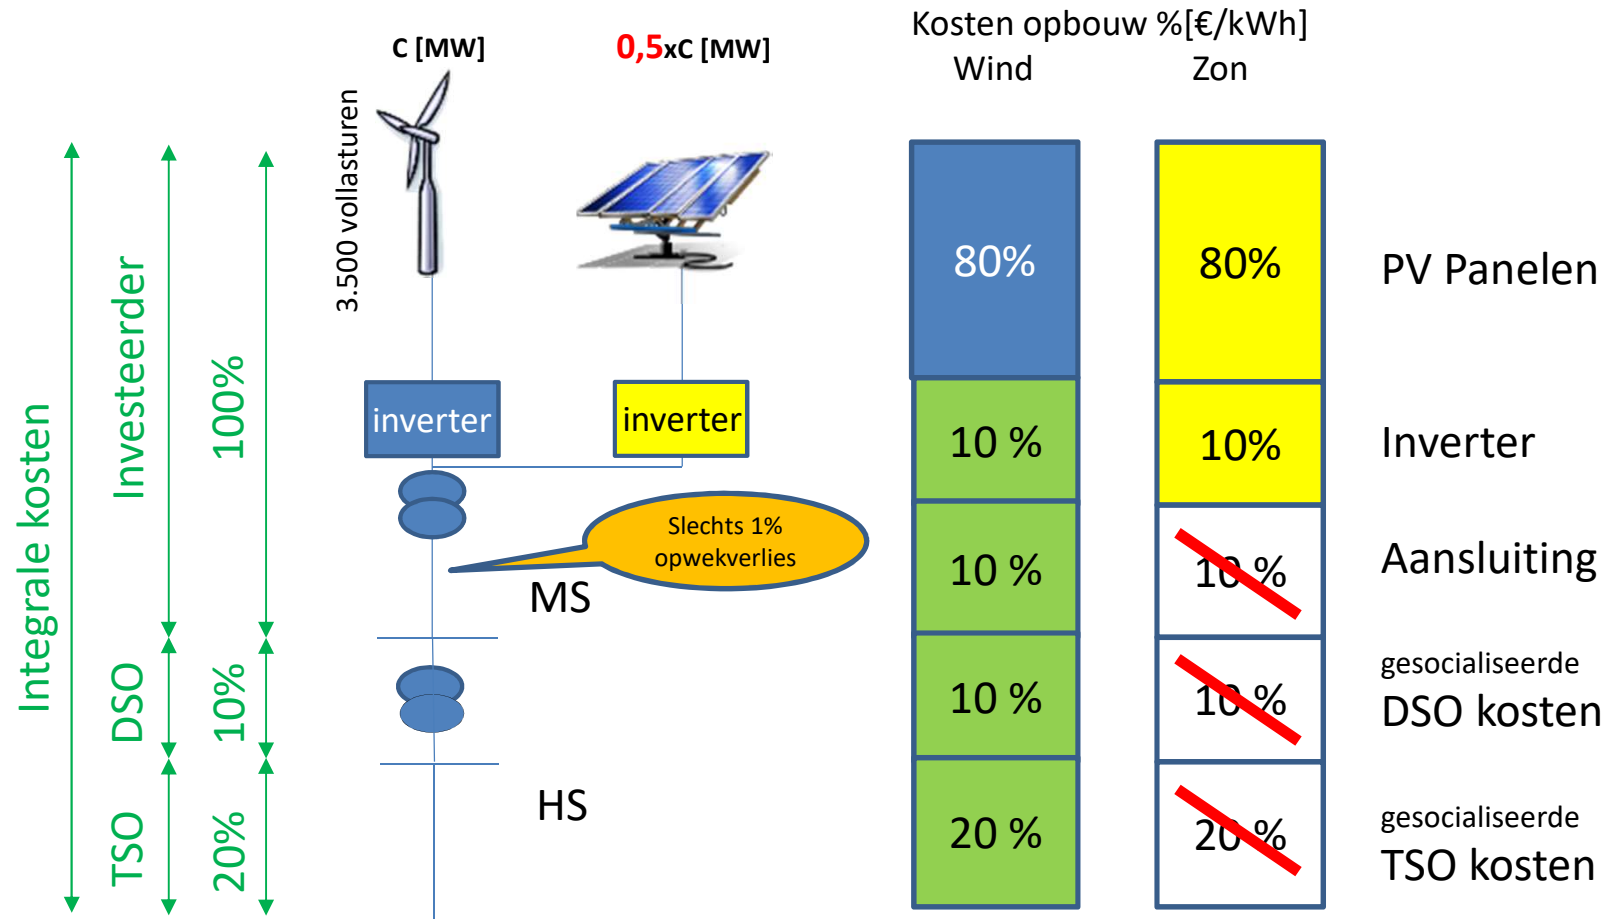 Kosten opbouw %[€/kWh]
Wind
Zon
C [MW]
0,5xC [MW]
3.500 vollasturen
Integrale kosten
Investeerder
100%
DSO
10%
TSO
20%
inverter
inverter
Slechts 1%
opwekverlies
MS
HS
80%
80%
PV Panelen
10 %
10%
Inverter
10 %
10 %
Aansluiting
10 %
10 %
gesocialiseerde
DSO kosten
20 %
20 %
gesocialiseerde
TSO kosten